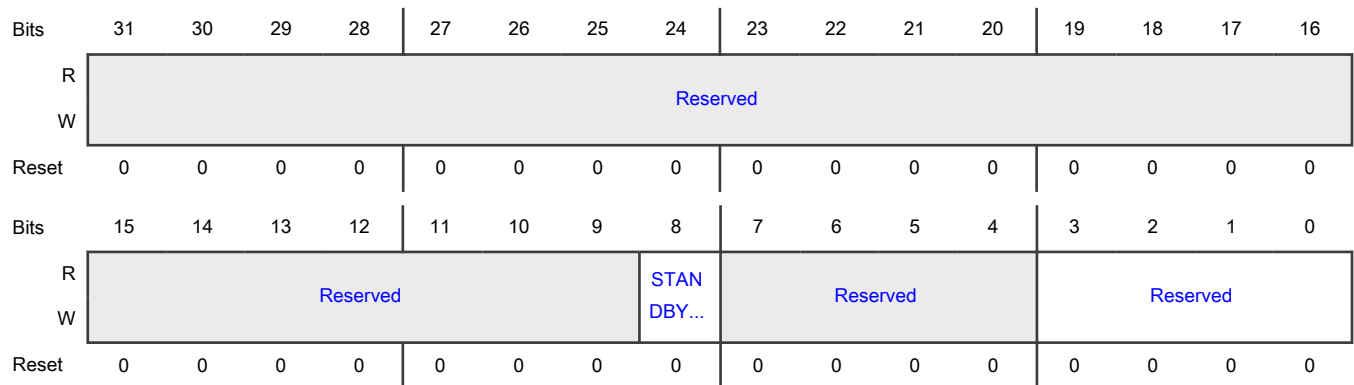 Bits 31 30 29 28 27 26 25 24 23 22 21 20 19 18 17 16
R
Reserved
W
Reset 0 0 0 0 0 0 0 0 0 0 0 0 0 0 0 0
Bits 15 14 13 12 11 10 9 8 7 6 5 4 3 2 1 0
R
Reserved STAN DBY... Reserved Reserved
W
Reset 0 0 0 0 0 0 0 0 0 0 0 0 0 0 0 0